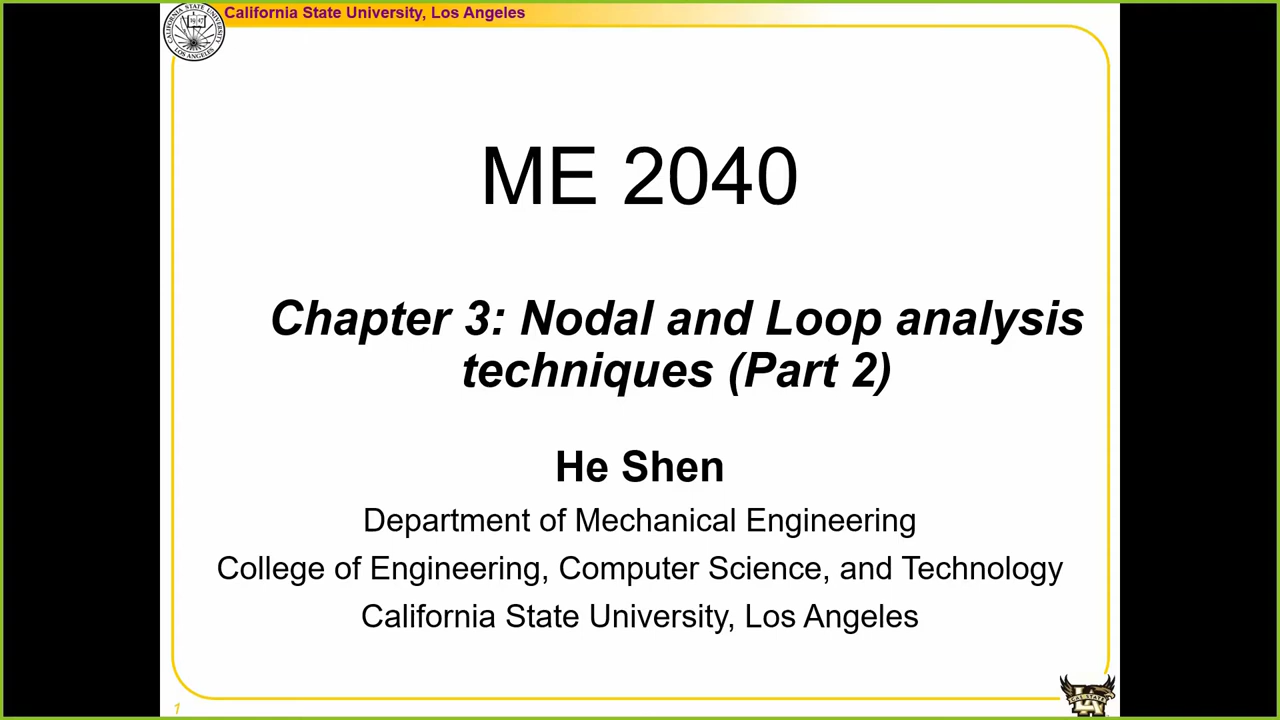 California State University, Los Angeles
ME 2040
Chapter 3: Nodal and Loop analysis
techniques (Part 2)
He Shen
Department of Mechanical Engineering
College of Engineering, Computer Science, and Technology
California State University, Los Angeles
1